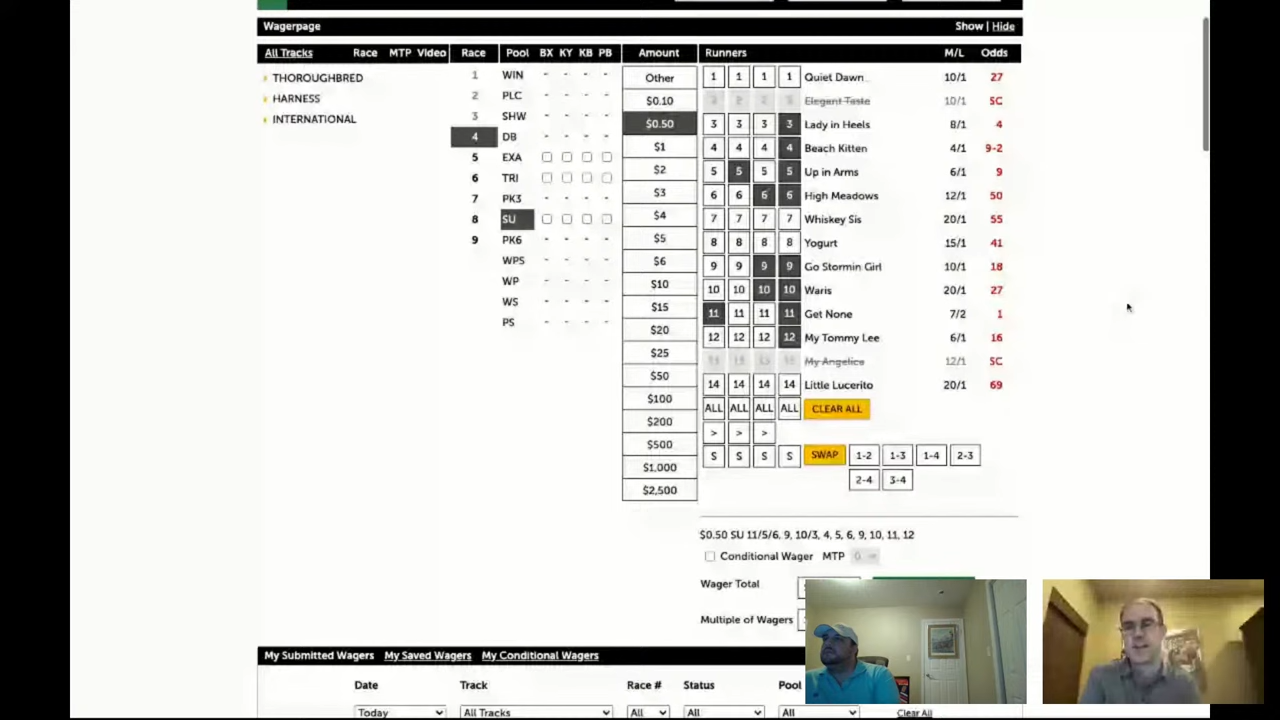 Wagerpage Show | Hide
All Tracks Race MTP Video Race Pool BX KY KB PB Amount Runners M/L Odds
THOROUGHBRED 1 WIN - - - - Other 1 1 1 1 Quiet Dawn 10/1 27
HARNESS 2 PLC - - - - $0.10 2 2 2 2 Elegant Taste 10/1 SC
INTERNATIONAL 3 SHW - - - - $0.50 3 3 3 3 Lady in Heels 8/1 4
4 DB - - - - $1 4 4 4 4 Beach Kitten 4/1 9-2
5 EXA $2 5 5 5 5 Up in Arms 6/1 9
6 TRI $3 6 6 6 6 High Meadows 12/1 50
7 PK3 - - - - $4 7 7 7 7 Whiskey Sis 20/1 55
8 SU $5 8 8 8 8 Yogurt 15/1 41
9 PK6 - - - - $6 9 9 9 9 Go Stormin Girl 10/1 18
WPS - - - - $10 10 10 10 10 Waris 20/1 27
WP - - - - $15 11 11 11 11 Get None 7/2 1
WS - - - - $20 12 12 12 12 My Tommy Lee 6/1 16
PS - - - - $25 My Angelica 12/1 SC
$50 14 14 14 14 Little Lucerito 20/1 69
$100 ALL ALL ALL ALL CLEAR ALL
$200 > > >
$500 S S S S SWAP 1-2 1-3 1-4 2-3
$1,000 2-4 3-4
$2,500
$0.50 SU 11/5/6, 9, 10/3, 4, 5, 6, 9, 10, 11, 12
Conditional Wager MTP 0
Wager Total
Multiple of Wagers
My Submitted Wagers My Saved Wagers My Conditional Wagers
Date Track Race # Status Pool
Today All Tracks All All All Clear All